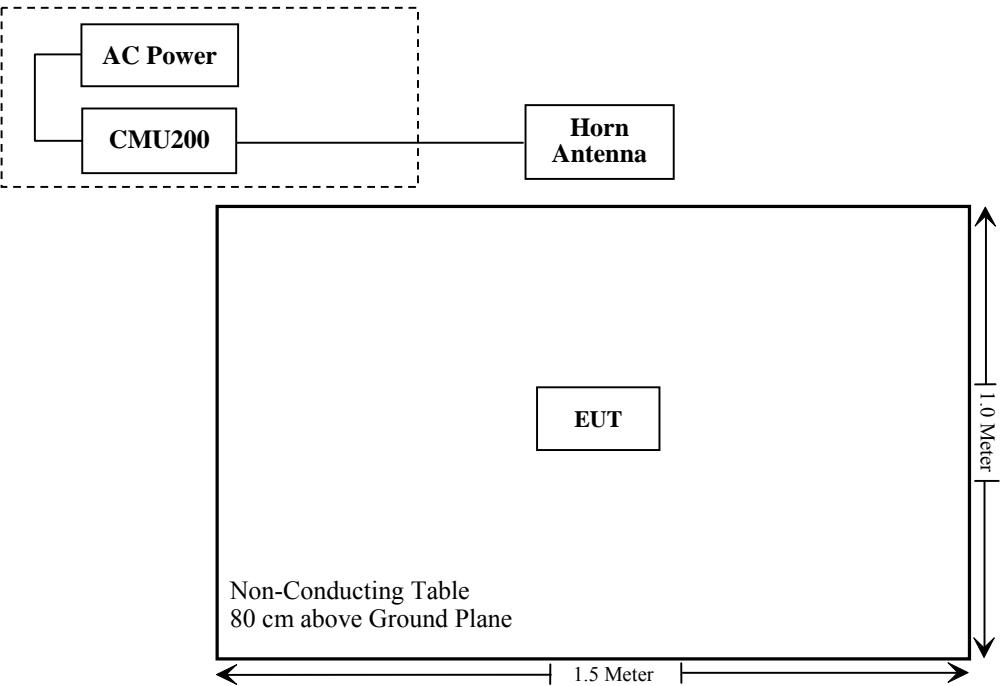 AC Power
CMU200
Horn
Antenna
EUT
1.0 Meter
Non-Conducting Table
80 cm above Ground Plane
1.5 Meter